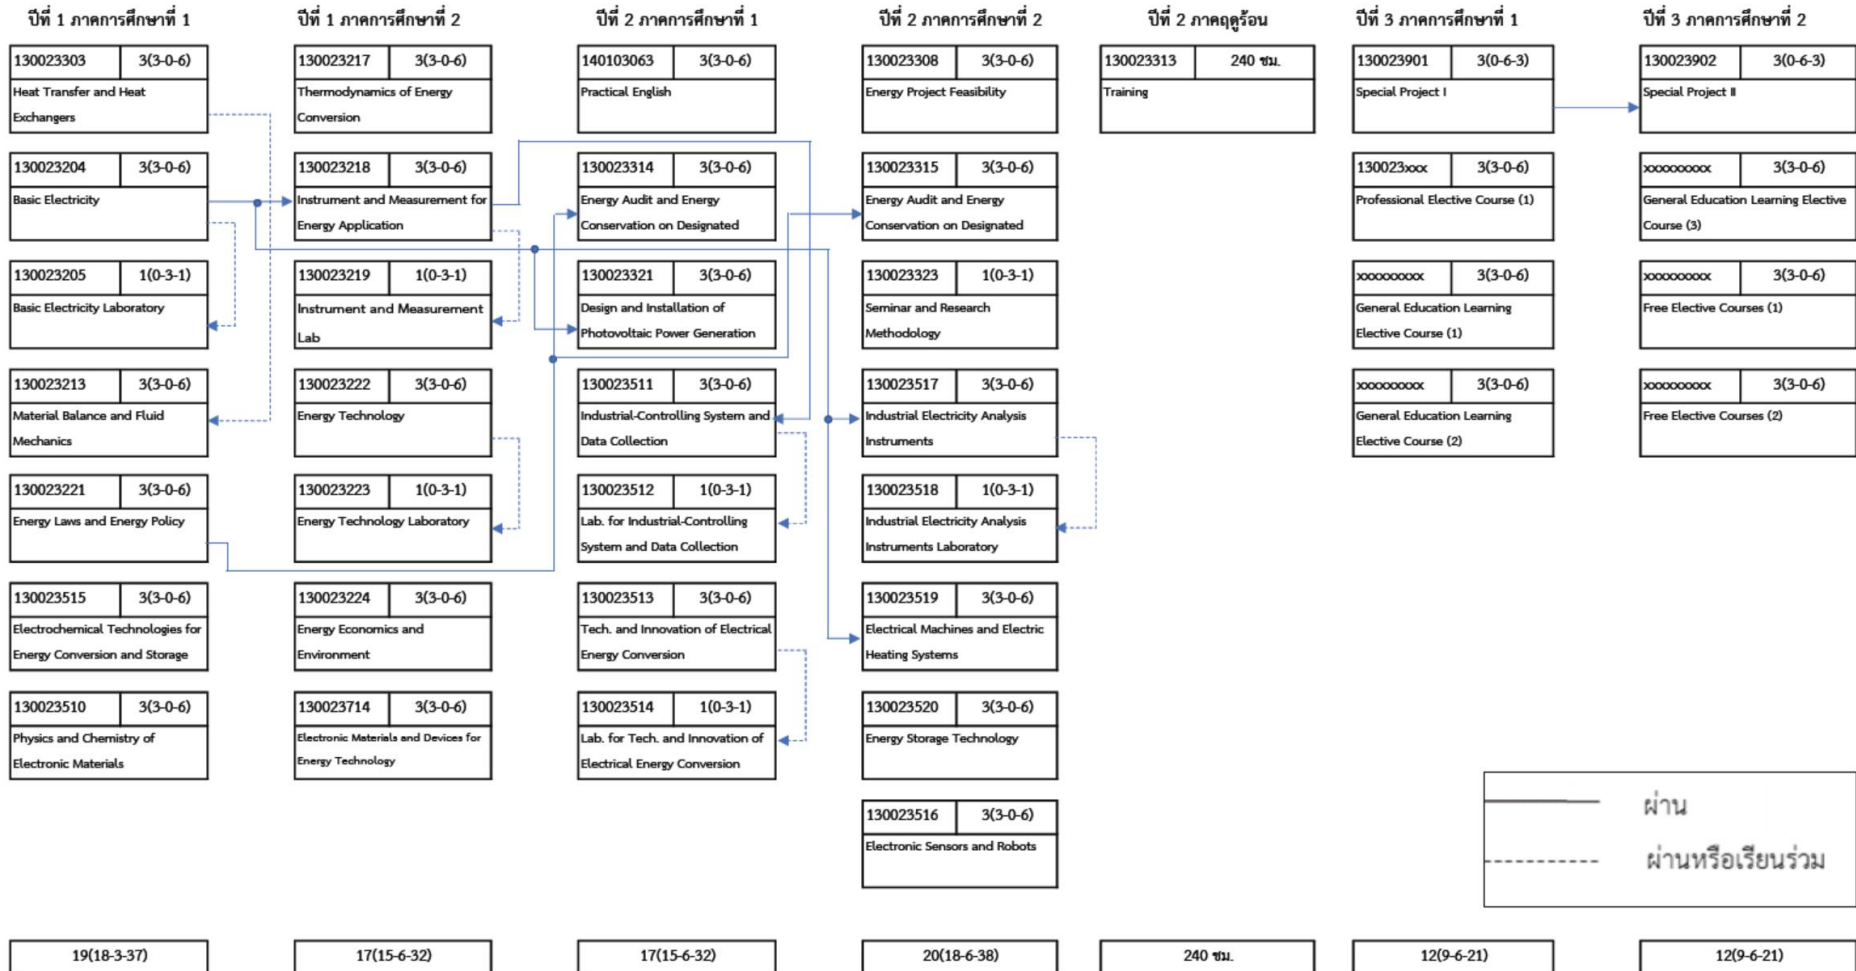 ปีที่ 1 ภาคการศึกษาที่ 1
130023303 3(3-0-6)
Heat Transfer and Heat
Exchangers
130023204 3(3-0-6)
Basic Electricity
130023205 1(0-3-1)
Basic Electricity Laboratory
130023213 3(3-0-6)
Material Balance and Fluid
Mechanics
130023221 3(3-0-6)
Energy Laws and Energy Policy
130023515 3(3-0-6)
Electrochemical Technologies for
Energy Conversion and Storage
130023510 3(3-0-6)
Physics and Chemistry of
Electronic Materials
19(18-3-37)
ปีที่ 1 ภาคการศึกษาที่ 2
130023217 3(3-0-6)
Thermodynamics of Energy
Conversion
130023218 3(3-0-6)
Instrument and Measurement for
Energy Application
130023219 1(0-3-1)
Instrument and Measurement
Lab
130023222 3(3-0-6)
Energy Technology
130023223 1(0-3-1)
Energy Technology Laboratory
130023224 3(3-0-6)
Energy Economics and
Environment
130023714 3(3-0-6)
Electronic Materials and Devices for
Energy Technology
17(15-6-32)
ปีที่ 2 ภาคการศึกษาที่ 1
140103063 3(3-0-6)
Practical English
130023314 3(3-0-6)
Energy Audit and Energy
Conservation on Designated
130023321 3(3-0-6)
Design and Installation of
Photovoltaic Power Generation
130023511 3(3-0-6)
Industrial-Controlling System and
Data Collection
130023512 1(0-3-1)
Lab. for Industrial-Controlling
System and Data Collection
130023513 3(3-0-6)
Tech. and Innovation of Electrical
Energy Conversion
130023514 1(0-3-1)
Lab. for Tech. and Innovation of
Electrical Energy Conversion
17(15-6-32)
ปีที่ 2 ภาคการศึกษาที่ 2
130023308 3(3-0-6)
Energy Project Feasibility
130023315 3(3-0-6)
Energy Audit and Energy
Conservation on Designated
130023323 1(0-3-1)
Seminar and Research
Methodology
130023517 3(3-0-6)
Industrial Electricity Analysis
Instruments
130023518 1(0-3-1)
Industrial Electricity Analysis
Instruments Laboratory
130023519 3(3-0-6)
Electrical Machines and Electric
Heating Systems
130023520 3(3-0-6)
Energy Storage Technology
130023516 3(3-0-6)
Electronic Sensors and Robots
20(18-6-38)
ปีที่ 2 ภาคฤดูร้อน
130023313 240 ชม.
Training
240 ชม.
ปีที่ 3 ภาคการศึกษาที่ 1
130023901 3(0-6-3)
Special Project I
130023xxx 3(3-0-6)
Professional Elective Course (1)
xxxxxxxxx 3(3-0-6)
General Education Learning
Elective Course (1)
xxxxxxxxx 3(3-0-6)
General Education Learning
Elective Course (2)
12(9-6-21)
ปีที่ 3 ภาคการศึกษาที่ 2
130023902 3(0-6-3)
Special Project II
xxxxxxxxx 3(3-0-6)
General Education Learning Elective
Course (3)
xxxxxxxxx 3(3-0-6)
Free Elective Courses (1)
xxxxxxxxx 3(3-0-6)
Free Elective Courses (2)
ผ่าน
ผ่านหรือเรียนร่วม
12(9-6-21)